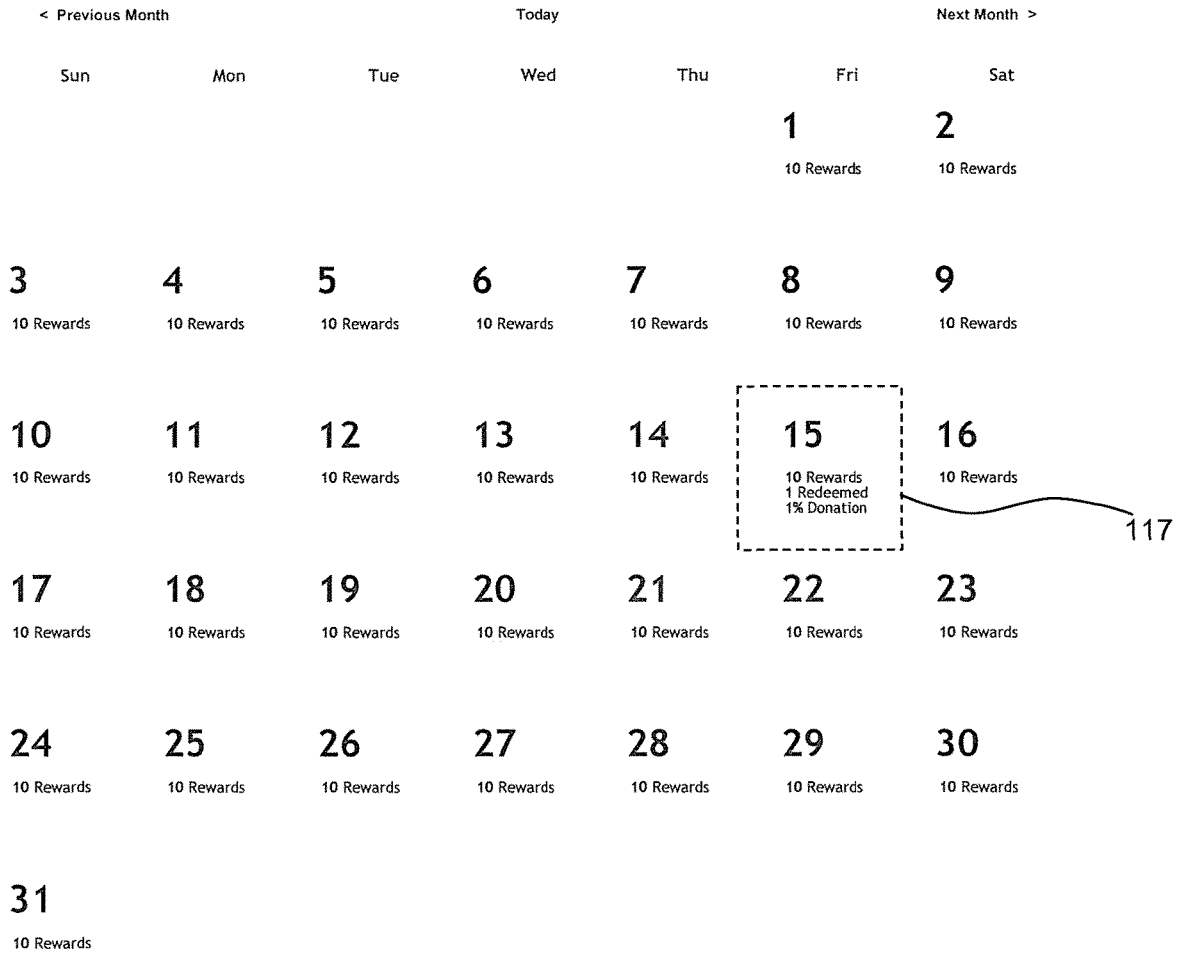 < Previous Month Today Next Month >
Sun Mon Tue Wed Thu Fri Sat
1 2
10 Rewards 10 Rewards
3 4 5 6 7 8 9
10 Rewards 10 Rewards 10 Rewards 10 Rewards 10 Rewards 10 Rewards 10 Rewards
10 11 12 13 14 15 16
10 Rewards 10 Rewards 10 Rewards 10 Rewards 10 Rewards 10 Rewards 10 Rewards
1 Redeemed
1% Donation
117
17 18 19 20 21 22 23
10 Rewards 10 Rewards 10 Rewards 10 Rewards 10 Rewards 10 Rewards 10 Rewards
24 25 26 27 28 29 30
10 Rewards 10 Rewards 10 Rewards 10 Rewards 10 Rewards 10 Rewards 10 Rewards
31
10 Rewards